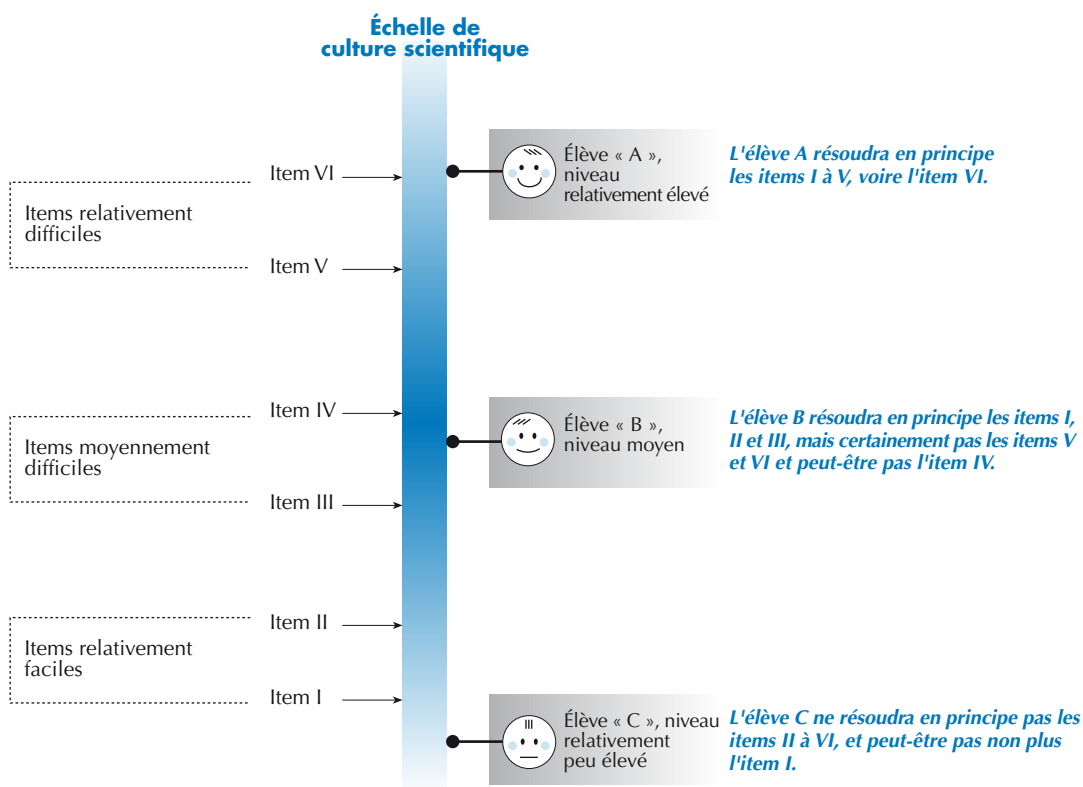 Échelle de
culture scientifique
Item VI
Items relativement
difficiles
Item V
Élève « A »,
niveau
relativement élevé
L'élève A résoudra en principe
les items I à V, voire l'item VI.
Item IV
Items moyennement
difficiles
Item III
Élève « B »,
niveau moyen
L'élève B résoudra en principe les items I,
II et III, mais certainement pas les items V
et VI et peut-être pas l'item IV.
Item II
Items relativement
faciles
Item I
Élève « C », niveau
relativement
peu élevé
L'élève C ne résoudra en principe pas les
items II à VI, et peut-être pas non plus
l'item I.